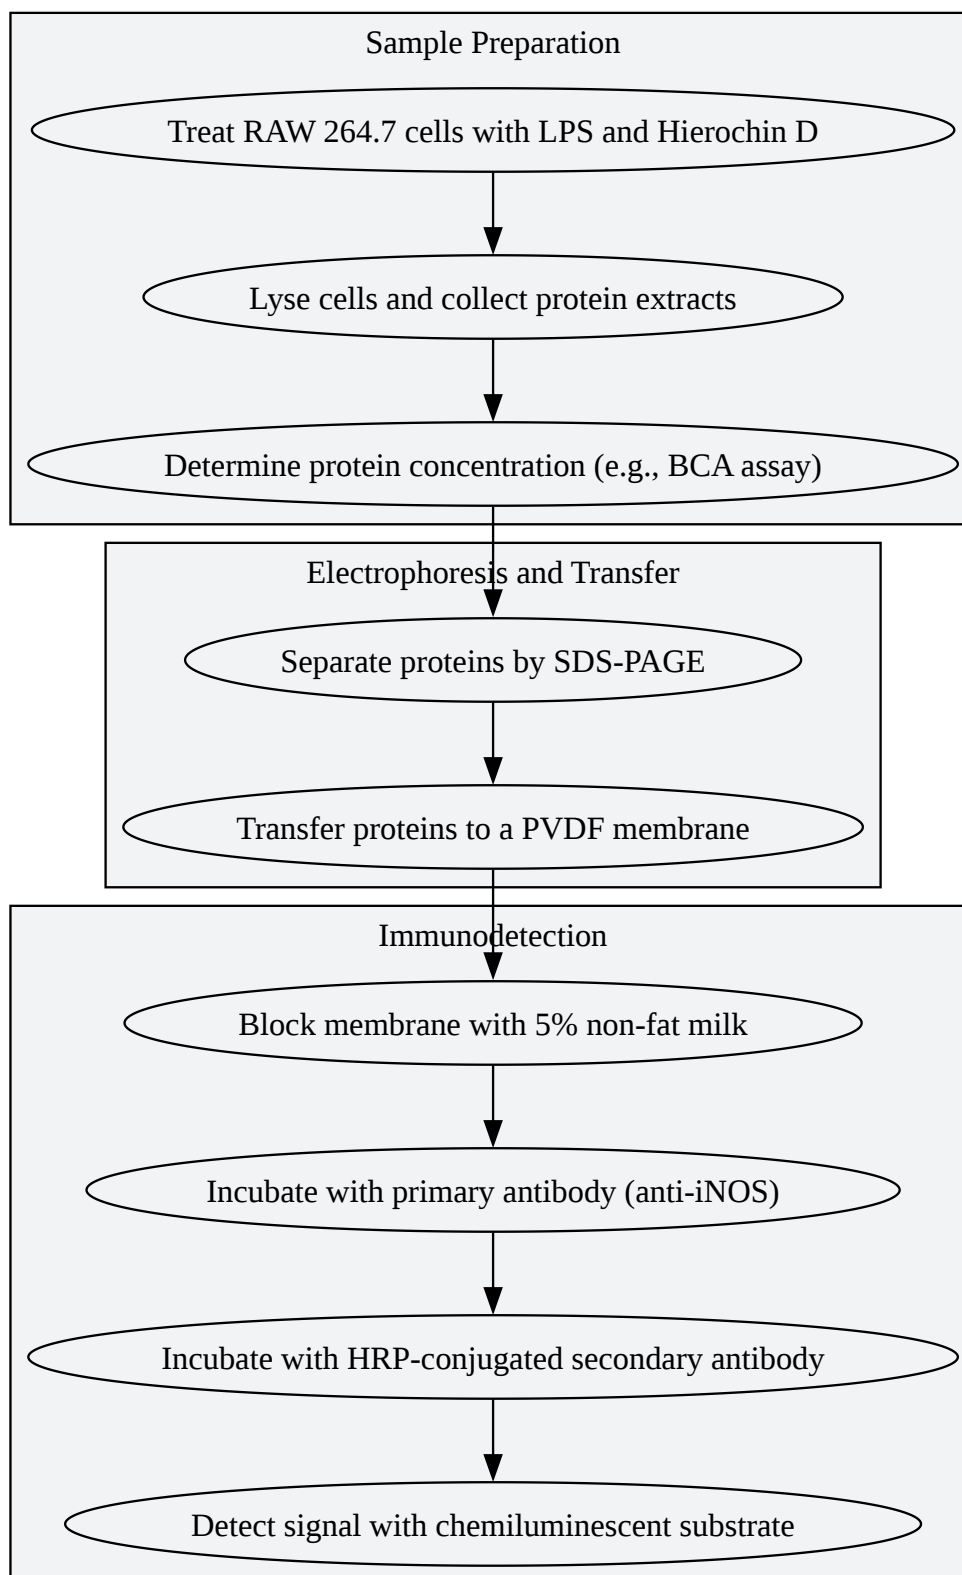 Sample Preparation
Treat RAW 264.7 cells with LPS and Hierochin D
Lyse cells and collect protein extracts
Determine protein concentration (e.g., BCA assay)
Electrophoresis and Transfer
Separate proteins by SDS-PAGE
Transfer proteins to a PVDF membrane
Immunodetection
Block membrane with 5% non-fat milk
Incubate with primary antibody (anti-iNOS)
Incubate with HRP-conjugated secondary antibody
Detect signal with chemiluminescent substrate